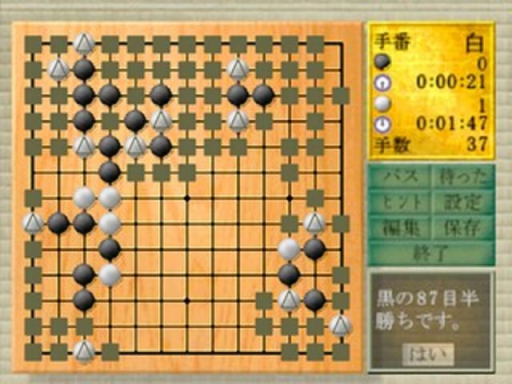 手番 白
0
0:00:21
1
0:01:47
手数 37
パス 待った
ヒント 設定
編集 保存
終了
黒の87目半
勝ちです。
はい